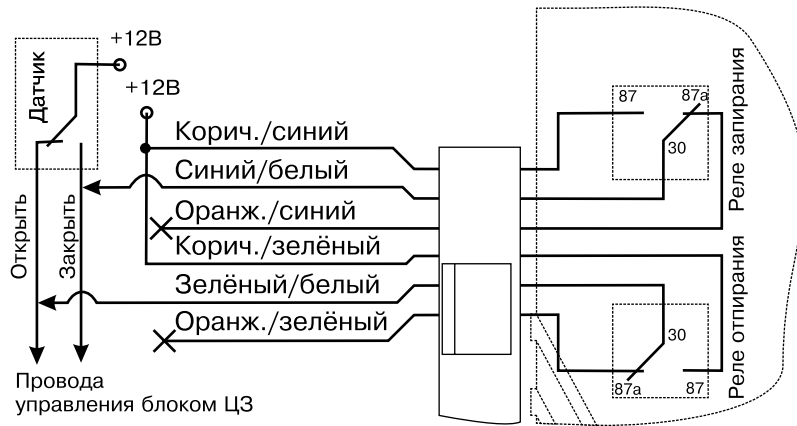 +12В
Датчик
+12В
Корич./синий
Синий/белый
Оранж./синий
Корич./зелёный
Зелёный/белый
Оранж./зелёный
Открыть
Закрыть
Провода
управления блоком ЦЗ
87
87а
30
Реле запирания
30
87а
87
Реле отпирания